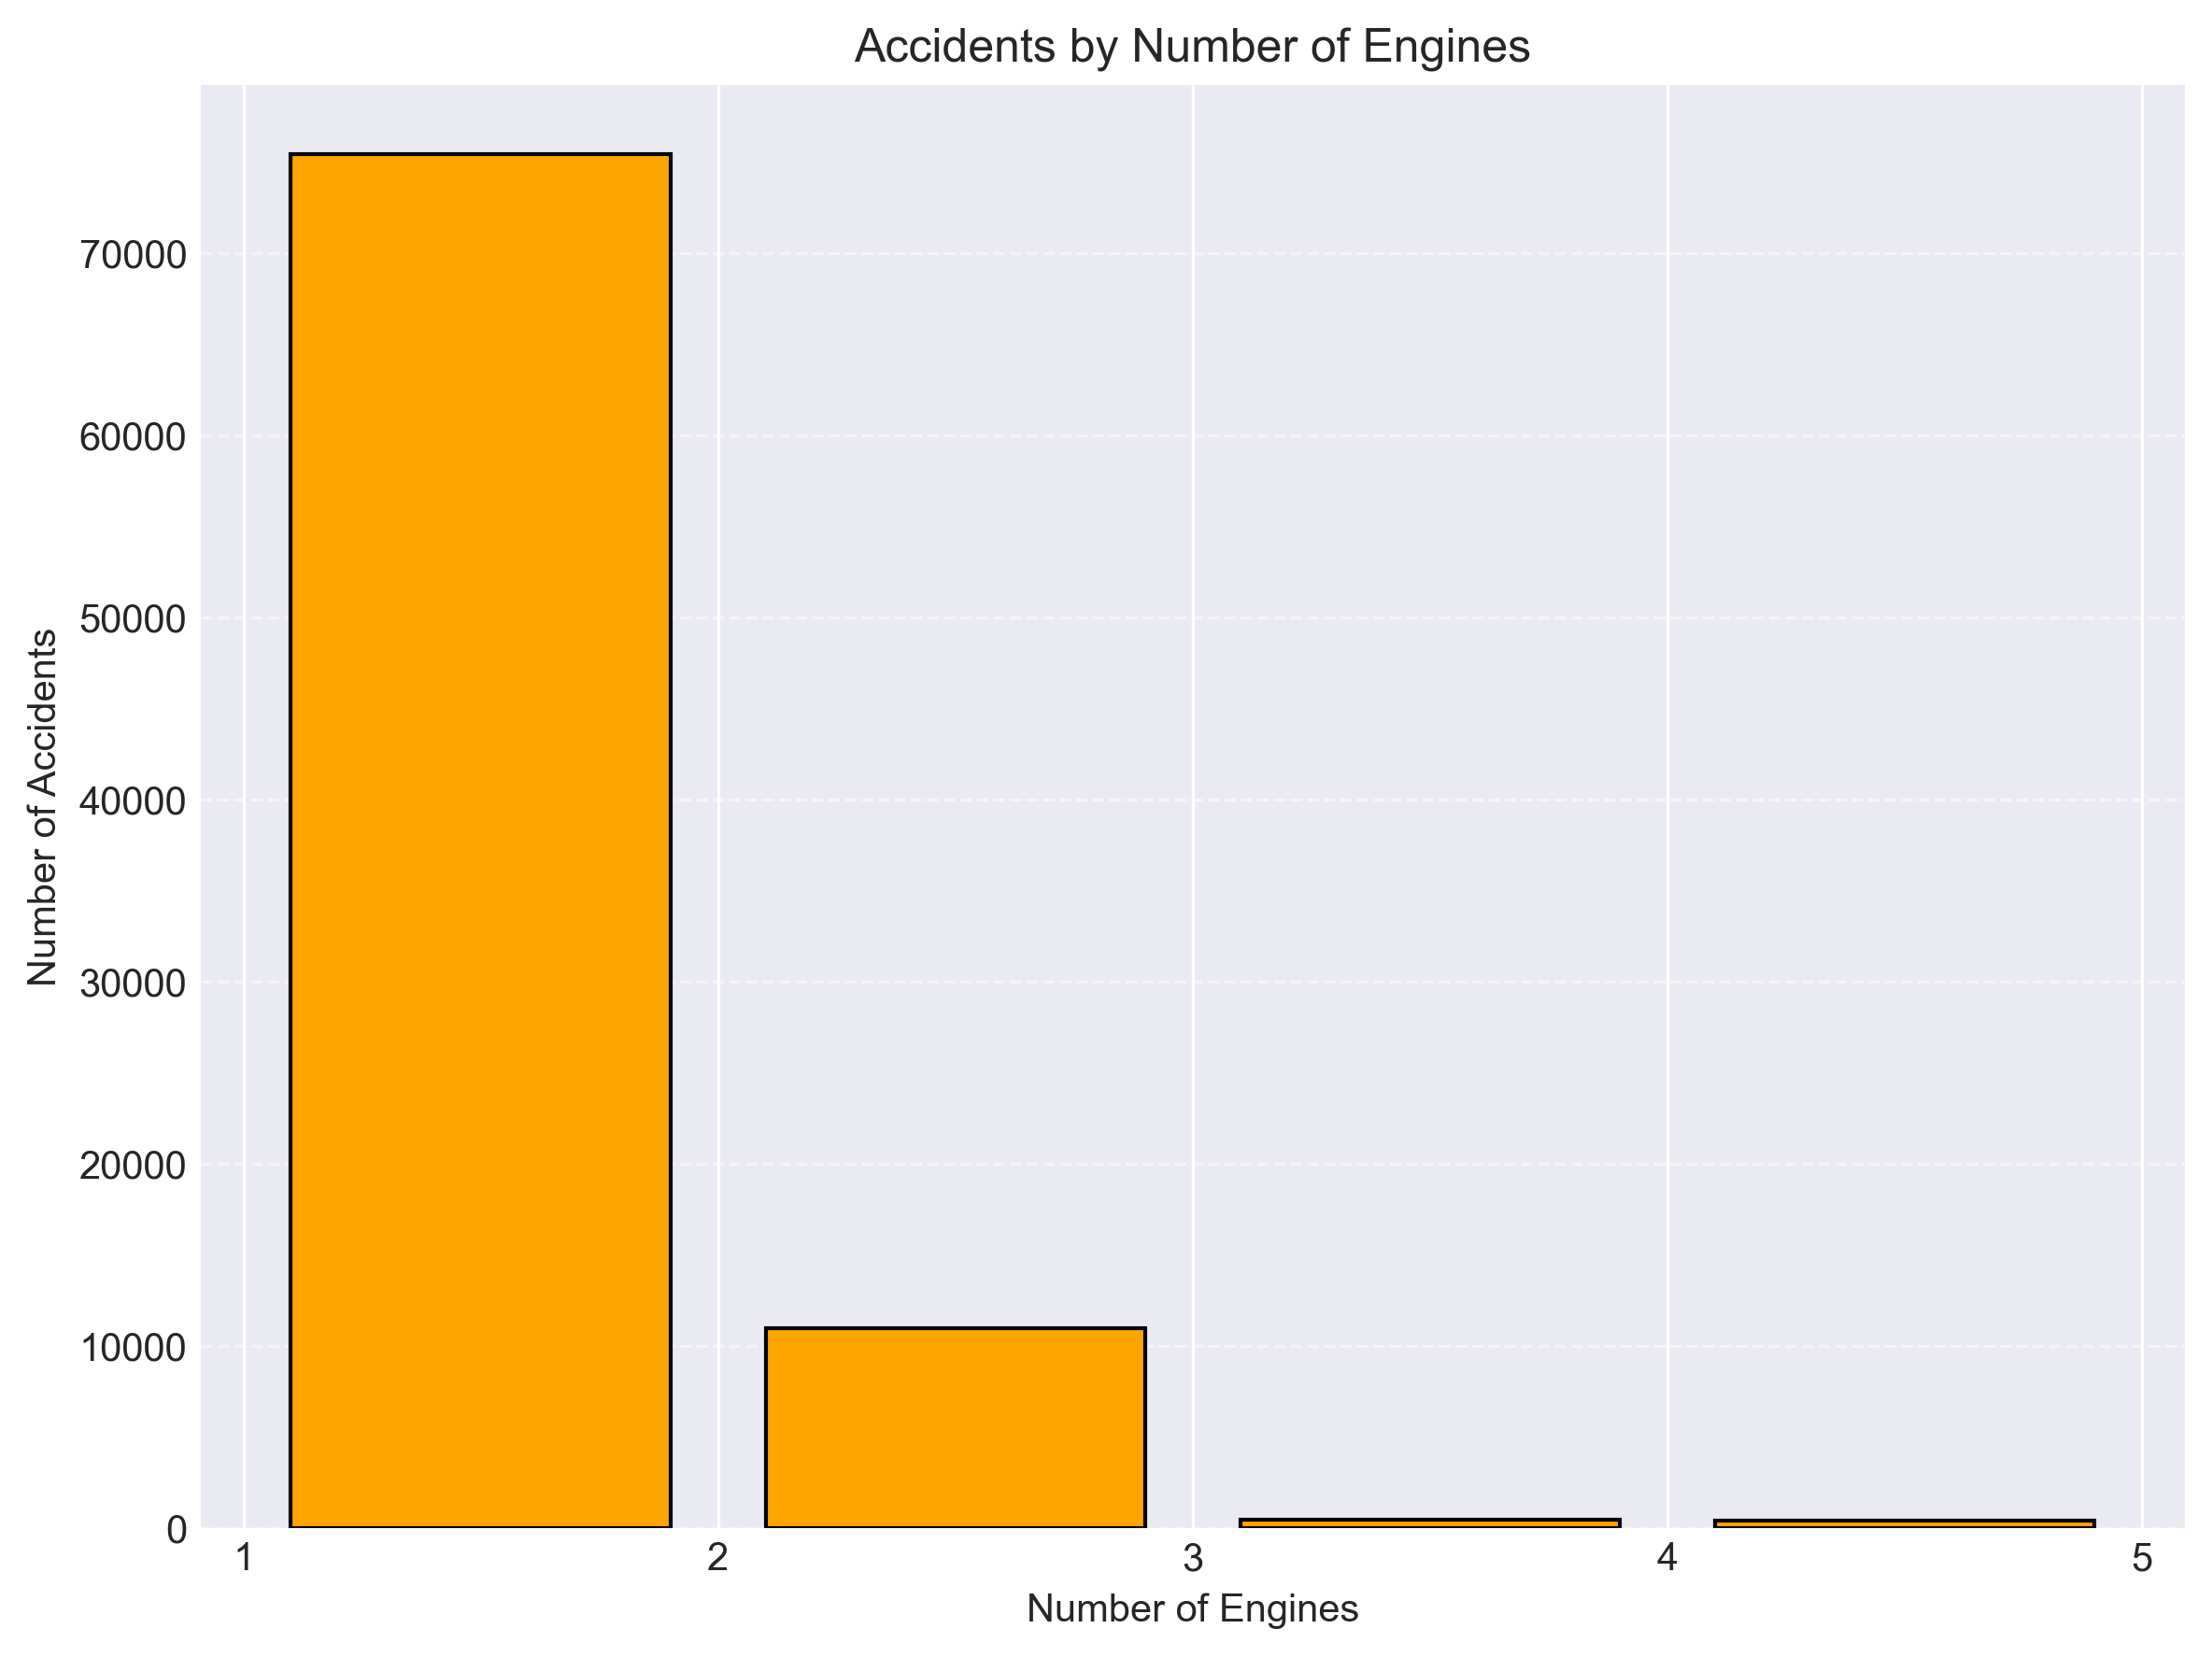 Accidents by Number of Engines
Number of Accidents
70000
60000
50000
40000
30000
20000
10000
0
1 2 3 4 5
Number of Engines